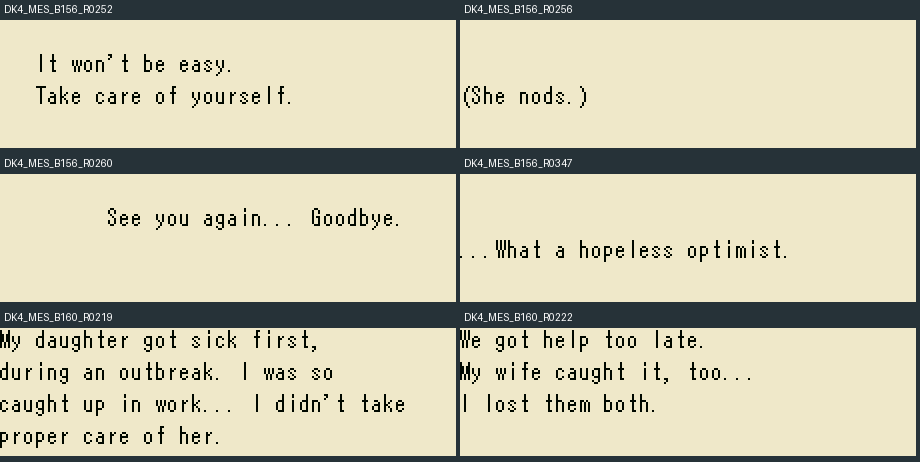 DK4_MES_B156_R0252
It won't be easy.
Take care of yourself.
DK4_MES_B156_R0256
(She nods.)
DK4_MES_B156_R0260
See you again... Goodbye.
DK4_MES_B156_R0347
...What a hopeless optimist.
DK4_MES_B160_R0219
My daughter got sick first,
during an outbreak. I was so
caught up in work... I didn't take
proper care of her.
DK4_MES_B160_R0222
We got help too late.
My wife caught it, too...
I lost them both.